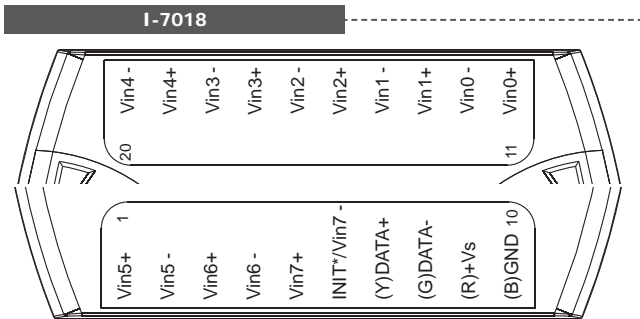 I-7018
Vin4 -
Vin4+
Vin3 -
Vin3+
Vin2 -
Vin2+
Vin1 -
Vin1+
Vin0 -
Vin0+
20
11
1
10
Vin5+
Vin5 -
Vin6+
Vin6 -
Vin7+
INIT*/Vin7 -
(Y)DATA+
(G)DATA-
(R)+Vs
(B)GND